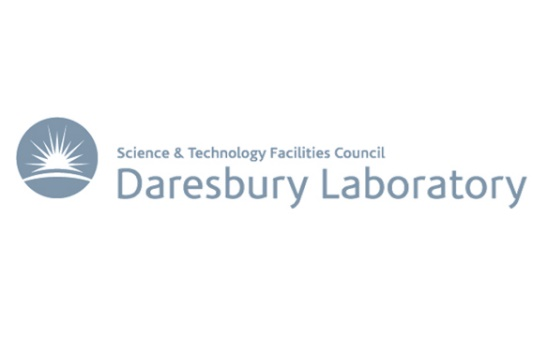 Science & Technology Facilities Council
Daresbury Laboratory